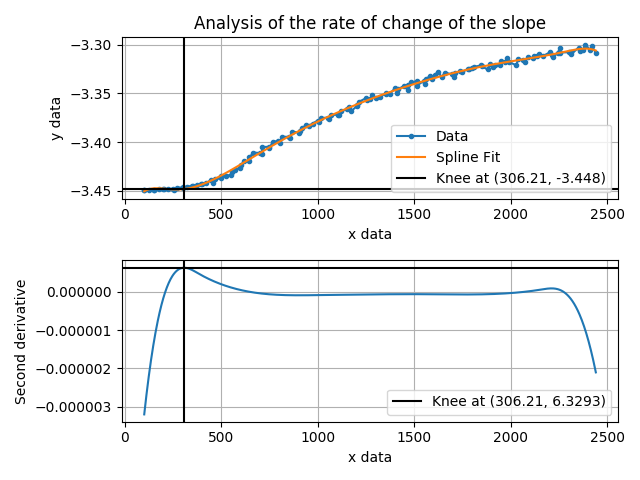 Analysis of the rate of change of the slope
−3.30
−3.35
−3.40
−3.45
y data
Data
Spline Fit
Knee at (306.21, -3.448)
0
500
1000
1500
2000
2500
x data
0.000000
−0.000001
−0.000002
−0.000003
Second derivative
Knee at (306.21, 6.3293)
0
500
1000
1500
2000
2500
x data